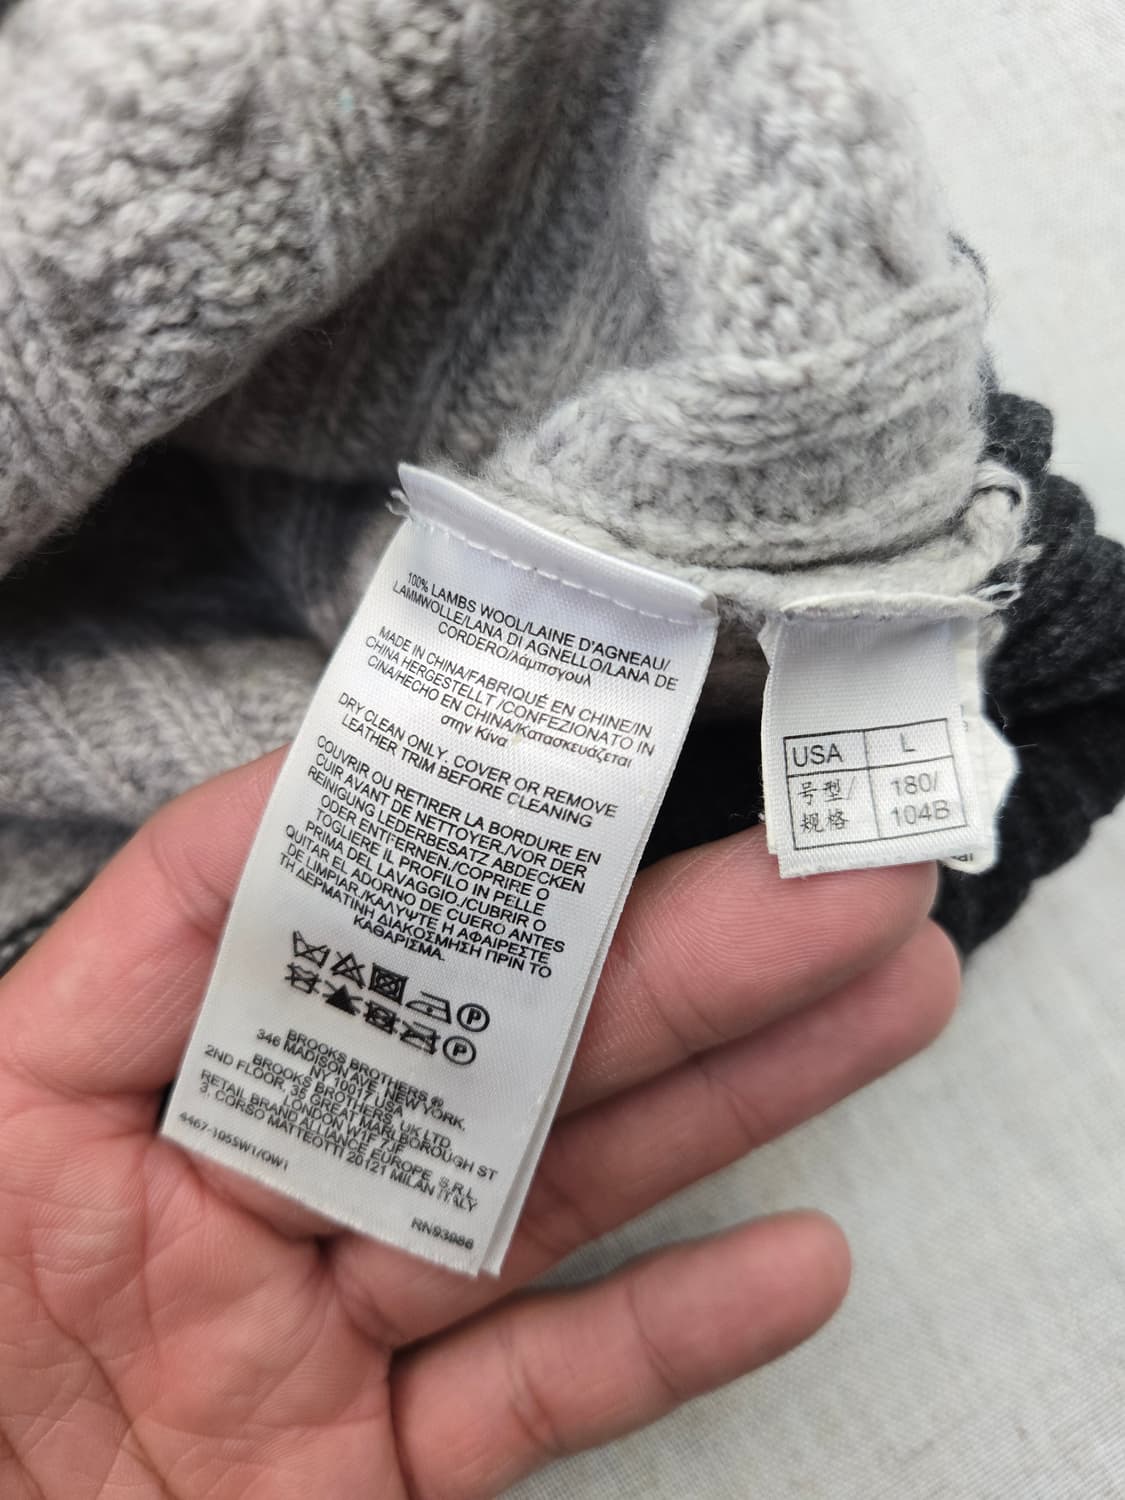 100% LAMBS WOOL/LAINE D'AGNEAU/
LAMMWOLLE/LANA DI AGNELLO/LANA DE
CORDERO/λάμπσγουλ
MADE IN CHINA/FABRIQUÉ EN CHINE/IN
CHINA HERGESTELLT /CONFEZIONATO IN
CINA/HECHO EN CHINA/Κατασκευάζεται
στην Κίνα
DRY CLEAN ONLY. COVER OR REMOVE
LEATHER TRIM BEFORE CLEANING
COUVRIR OU RETIRER LA BORDURE EN
CUIR AVANT DE NETTOYER./VOR DER
REINIGUNG LEDERBESATZ ABDECKEN
ODER ENTFERNEN./COPRIRE O
TOGLIERE IL PROFILO IN PELLE
PRIMA DEL LAVAGGIO./CUBRIR O
QUITAR EL ADORNO DE CUERO ANTES
DE LIMPIAR./ΚΑΛΥΨΤΕ Η ΑΦΑΙΡΕΣΤΕ
ΤΗ ΔΕΡΜΑΤΙΝΗ ΔΙΑΚΟΣΜΗΣΗ ΠΡΙΝ ΤΟ
ΚΑΘΑΡΙΣΜΑ.
P
P
BROOKS BROTHERS ®
346 MADISON AVE, NEW YORK,
NY 10017 USA
BROOKS BROTHERS, UK LTD.
2ND FLOOR, 35 GREAT MARLBOROUGH ST
LONDON W1F 7JF
RETAIL BRAND ALLIANCE EUROPE S.R.L.
3. CORSO MATTEOTTI 20121 MILAN ITALY
4467-105SW1/OW1
RN93986
USA L
号型/ 180/
规格 104B